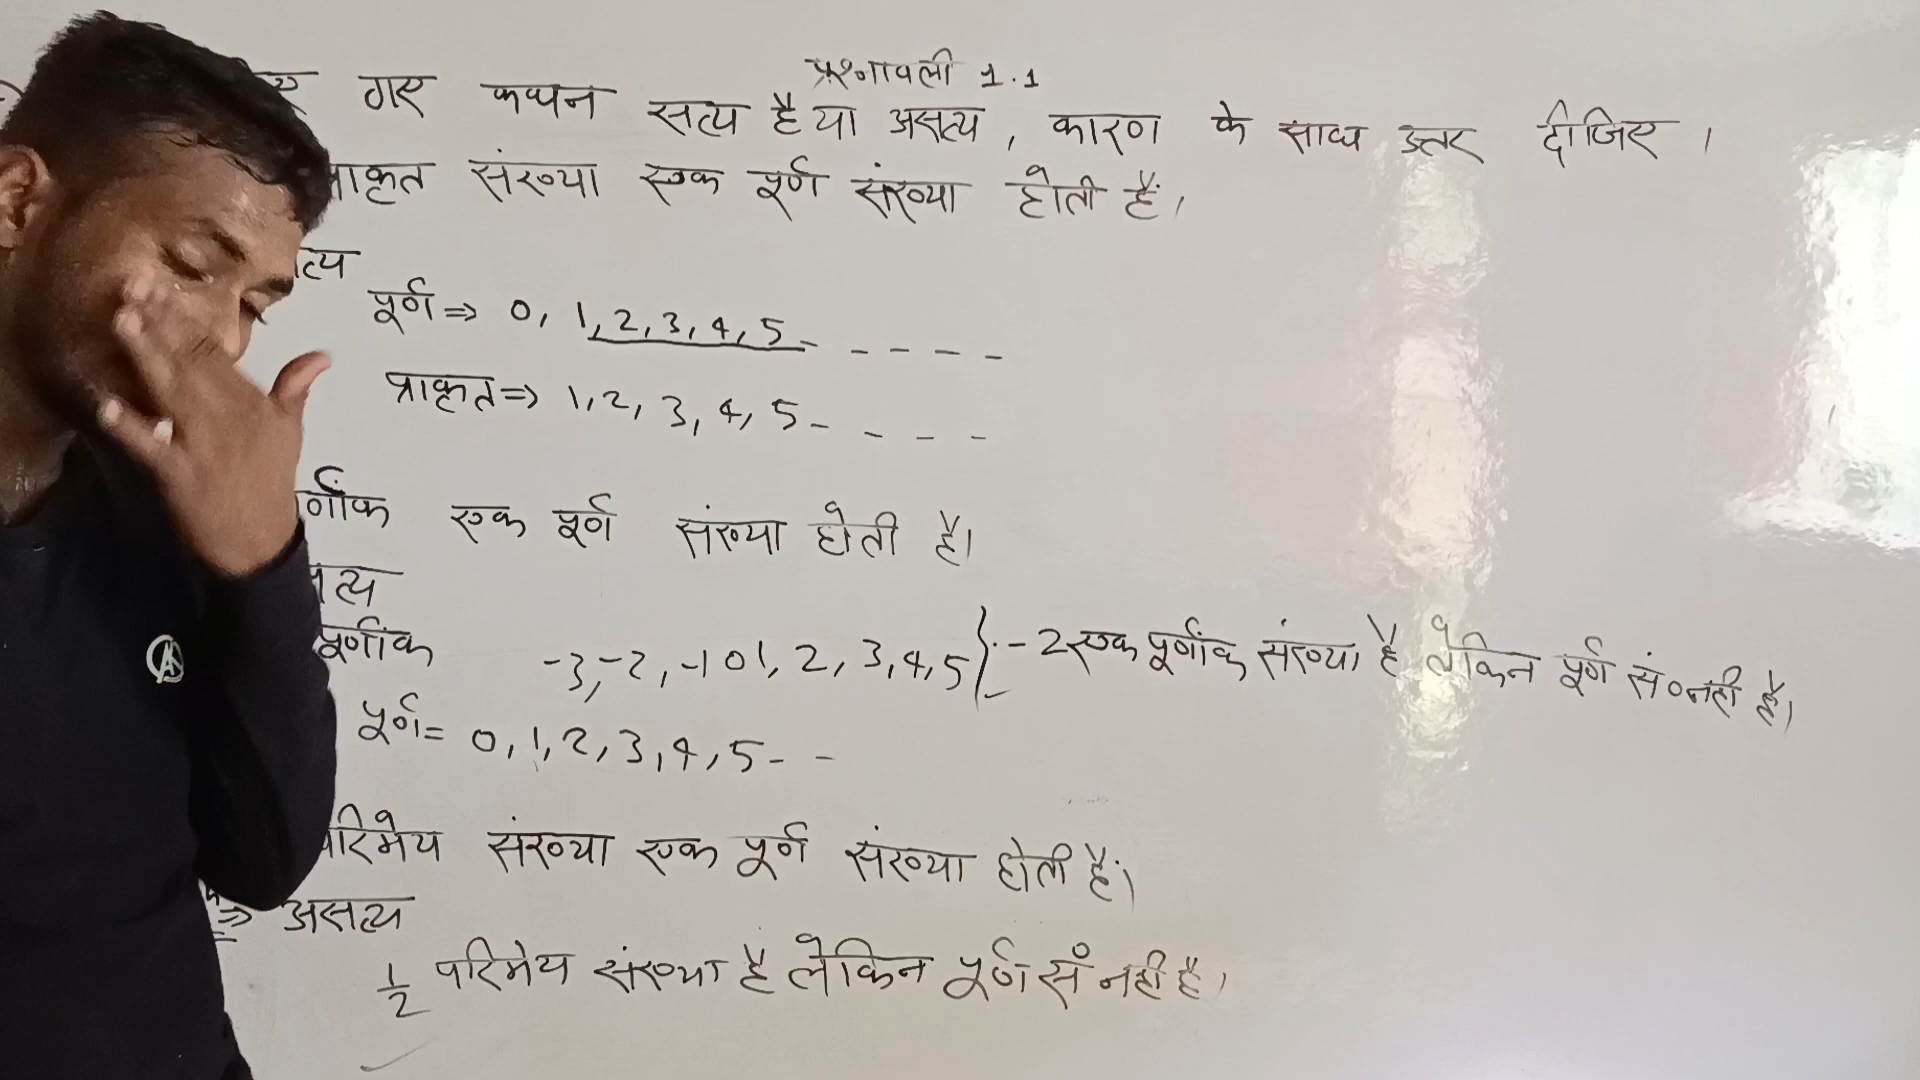 प्रश्नावली 1.1
गए कथन सत्य है या असत्य, कारण के साथ उत्तर दीजिए।
प्राकृत संख्या एक पूर्ण संख्या होती है।
त्य
पूर्ण ⇒ 0, 1, 2, 3, 4, 5 - - - - -
प्राकृत ⇒ 1, 2, 3, 4, 5 - - - -
र्णांक एक पूर्ण संख्या होती है।
त्य
पूर्णांक -3, -2, -1 0 1, 2, 3, 4, 5 } - -2 एक पूर्णांक संख्या है लेकिन पूर्ण सं० नही है।
पूर्ण = 0, 1, 2, 3, 4, 5 - -
परिमेय संख्या एक पूर्ण संख्या होती है।
⇒ असत्य
1/2 परिमेय संख्या है लेकिन पूर्ण सं० नही है।